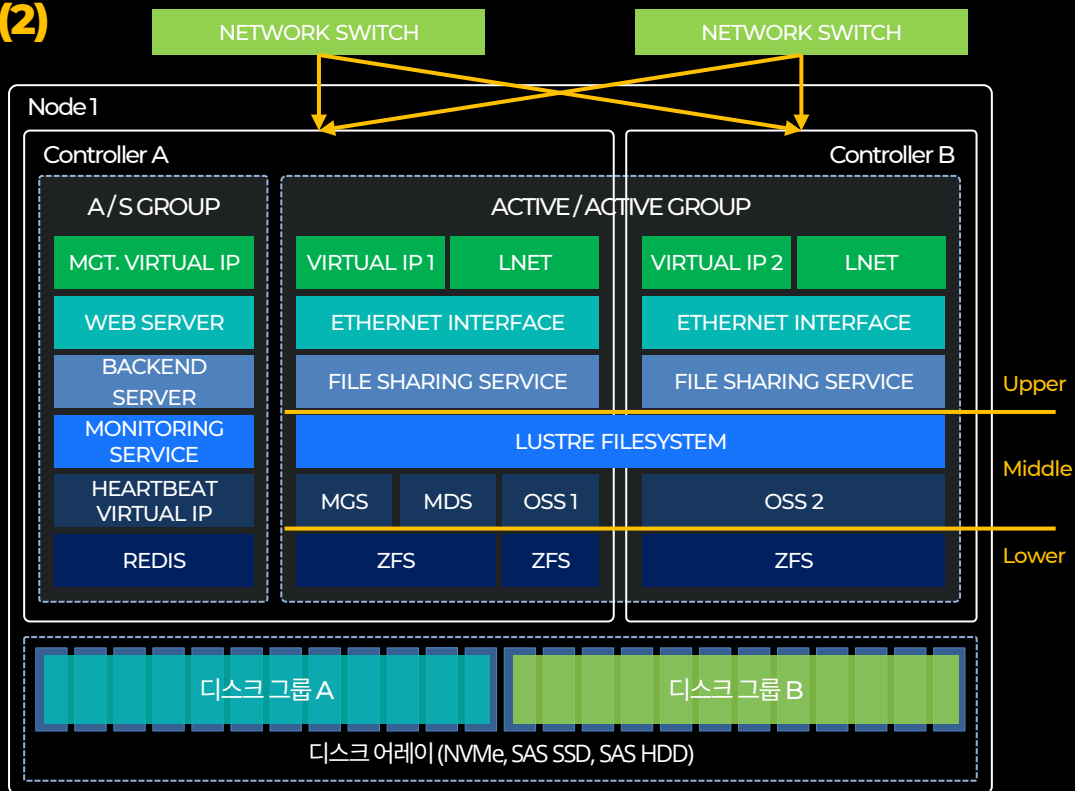 (2)
NETWORK SWITCH
NETWORK SWITCH
Node 1
Controller A
Controller B
A / S GROUP
ACTIVE / ACTIVE GROUP
MGT. VIRTUAL IP
VIRTUAL IP 1
LNET
VIRTUAL IP 2
LNET
WEB SERVER
ETHERNET INTERFACE
ETHERNET INTERFACE
BACKEND
SERVER
FILE SHARING SERVICE
FILE SHARING SERVICE
Upper
MONITORING
SERVICE
LUSTRE FILESYSTEM
Middle
HEARTBEAT
VIRTUAL IP
MGS
MDS
OSS 1
OSS 2
REDIS
ZFS
ZFS
ZFS
Lower
디스크 그룹 A
디스크 그룹 B
디스크 어레이 (NVMe, SAS SSD, SAS HDD)